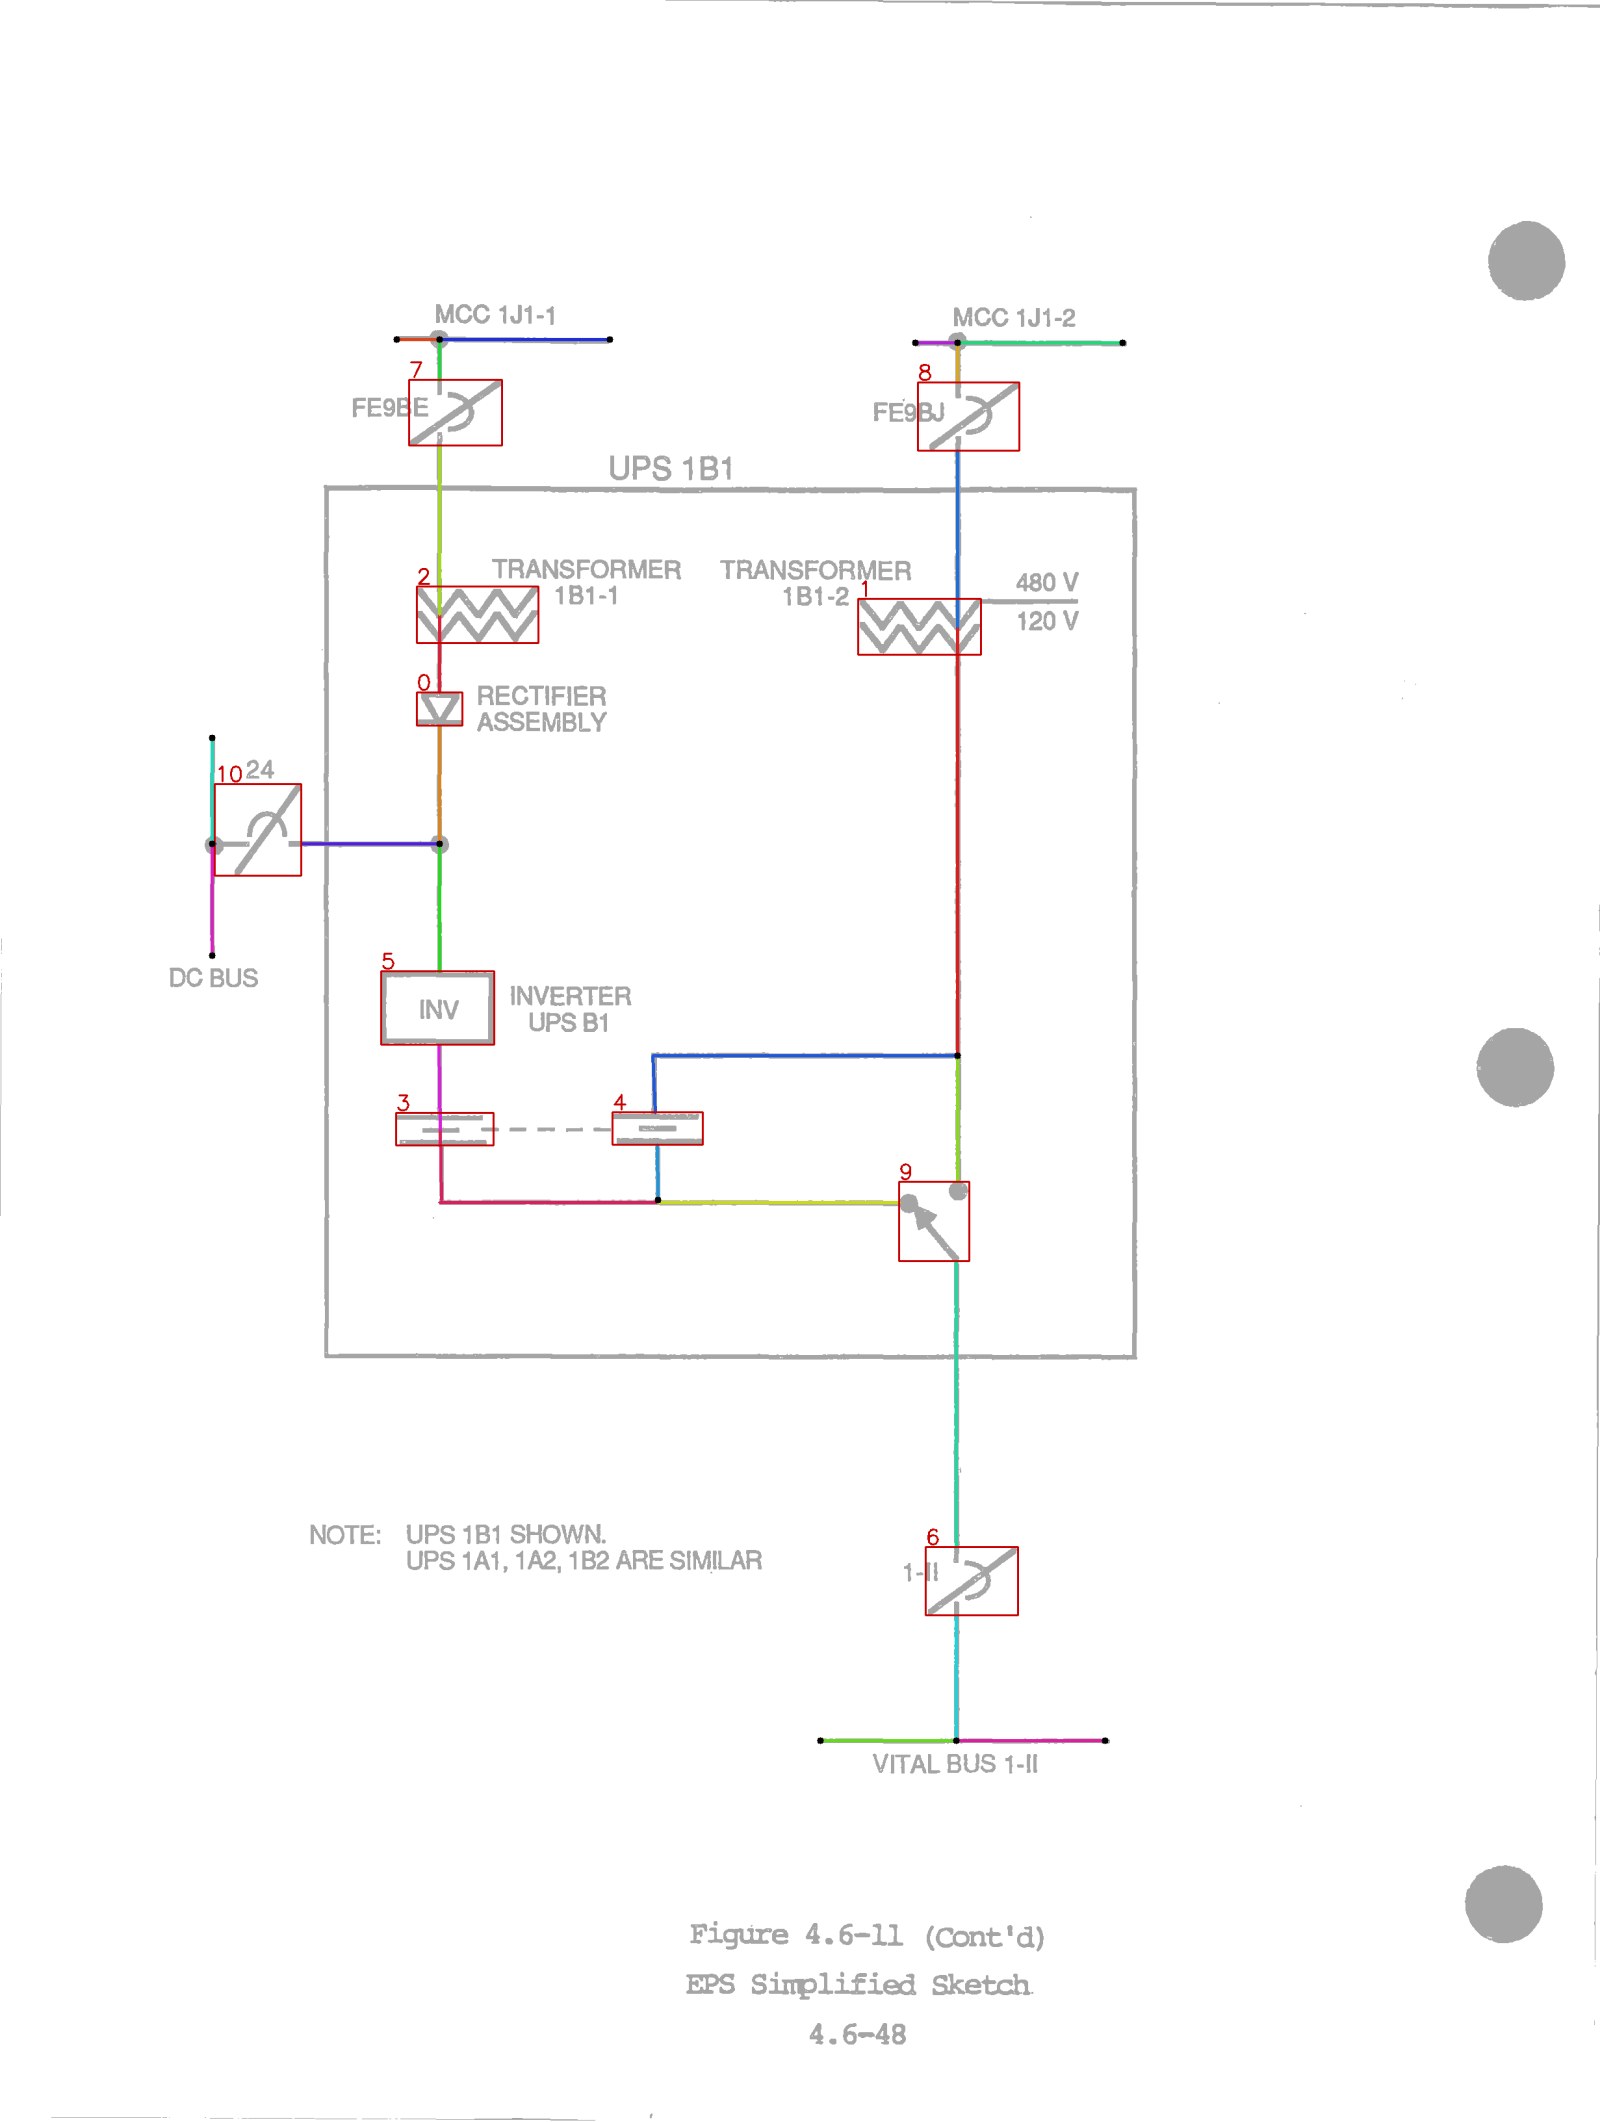 MCC 1J1-1
MCC 1J1-2
7
8
FE9BE
FE9BJ
UPS 1B1
TRANSFORMER
1B1-1
2
TRANSFORMER
1B1-2
1
480 V
120 V
0
RECTIFIER
ASSEMBLY
10
24
DC BUS
5
INV
INVERTER
UPS B1
3
4
9
NOTE: UPS 1B1 SHOWN.
UPS 1A1, 1A2, 1B2 ARE SIMILAR
6
1-II
VITAL BUS 1-II
Figure 4.6-11 (Cont'd)
EPS Simplified Sketch
4.6-48